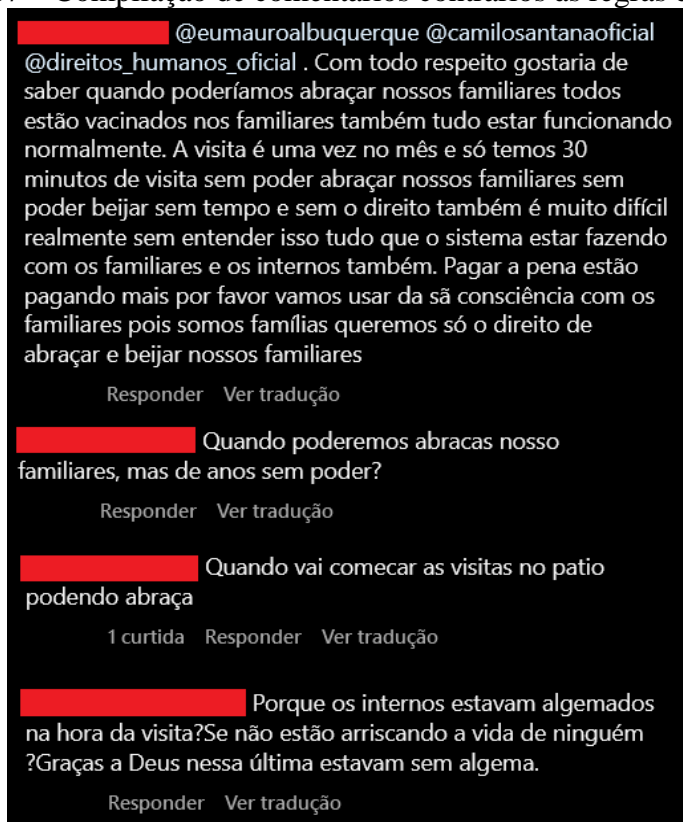 @eumauroalbuquerque @camilosantanaoficial
@direitos_humanos_oficial . Com todo respeito gostaria de
saber quando poderíamos abraçar nossos familiares todos
estão vacinados nos familiares também tudo estar funcionando
normalmente. A visita é uma vez no mês e só temos 30
minutos de visita sem poder abraçar nossos familiares sem
poder beijar sem tempo e sem o direito também é muito difícil
realmente sem entender isso tudo que o sistema estar fazendo
com os familiares e os internos também. Pagar a pena estão
pagando mais por favor vamos usar da sã consciência com os
familiares pois somos famílias queremos só o direito de
abraçar e beijar nossos familiares
Responder Ver tradução
Quando poderemos abracas nosso
familiares, mas de anos sem poder?
Responder Ver tradução
Quando vai comecar as visitas no patio
podendo abraça
1 curtida Responder Ver tradução
Porque os internos estavam algemados
na hora da visita?Se não estão arriscando a vida de ninguém
?Graças a Deus nessa última estavam sem algema.
Responder Ver tradução